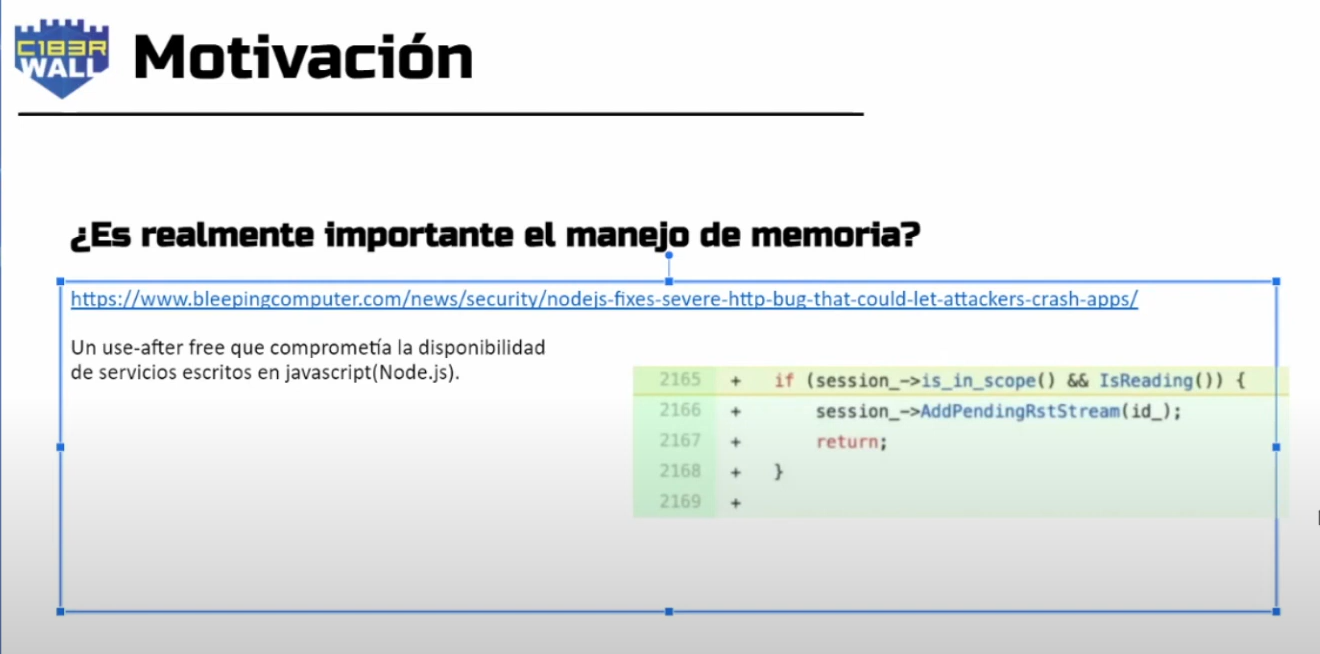 C1B3R
WALL
Motivación
¿Es realmente importante el manejo de memoria?
https://www.bleepingcomputer.com/news/security/nodejs-fixes-severe-http-bug-that-could-let-attackers-crash-apps/
Un use-after free que comprometía la disponibilidad
de servicios escritos en javascript(Node.js).
2165 + if (session_->is_in_scope() && IsReading()) {
2166 + session_->AddPendingRstStream(id_);
2167 + return;
2168 + }
2169 +